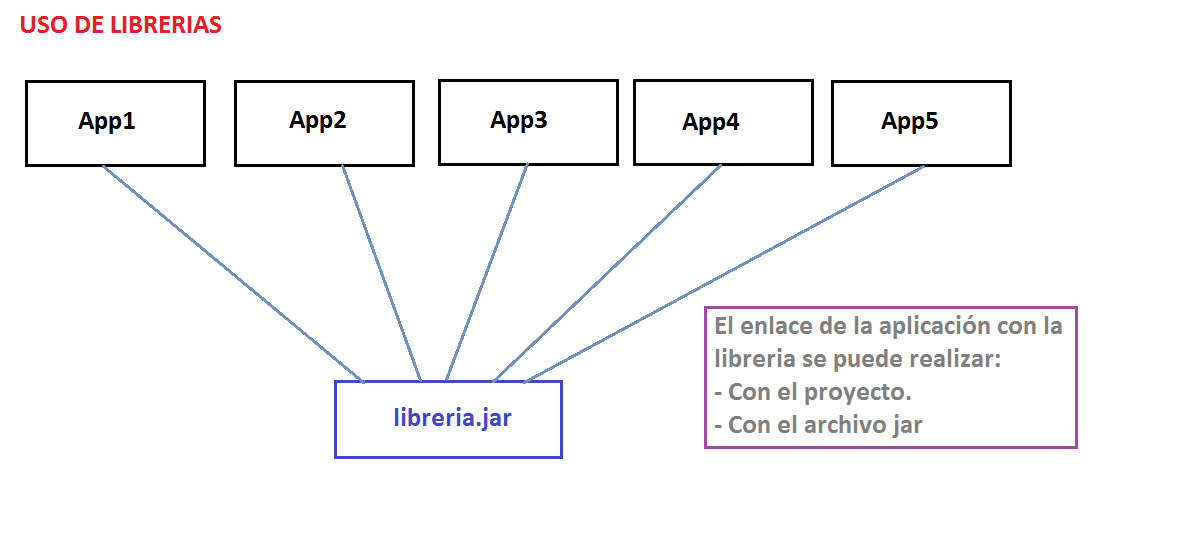 USO DE LIBRERIAS
App1
App2
App3
App4
App5
El enlace de la aplicación con la
libreria se puede realizar:
- Con el proyecto.
- Con el archivo jar
libreria.jar